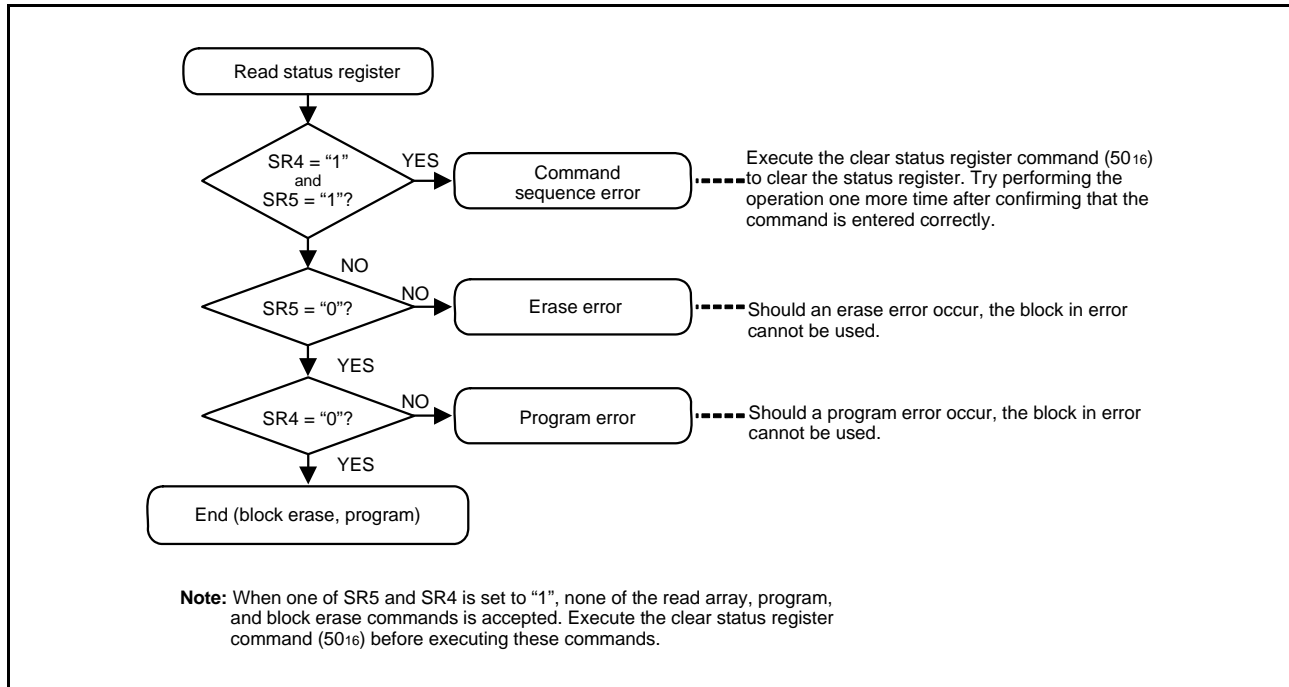 Read status register
SR4 = “1”
and
SR5 = “1”?
YES
Command
sequence error
Execute the clear status register command (5016)
to clear the status register. Try performing the
operation one more time after confirming that the
command is entered correctly.
NO
SR5 = “0”?
NO
Erase error
Should an erase error occur, the block in error
cannot be used.
YES
SR4 = “0”?
NO
Program error
Should a program error occur, the block in error
cannot be used.
YES
End (block erase, program)
Note: When one of SR5 and SR4 is set to “1”, none of the read array, program,
and block erase commands is accepted. Execute the clear status register
command (5016) before executing these commands.